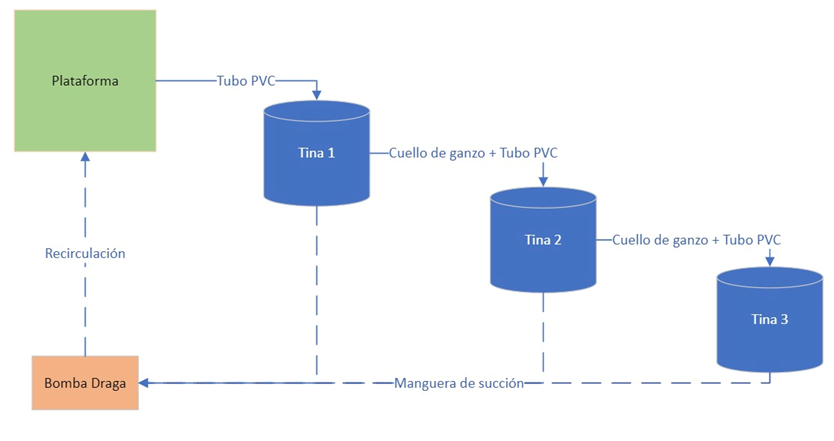 Plataforma
Tubo PVC
Tina 1
Cuello de ganzo + Tubo PVC
Tina 2
Cuello de ganzo + Tubo PVC
Tina 3
Recirculación
Bomba Draga
Manguera de succión